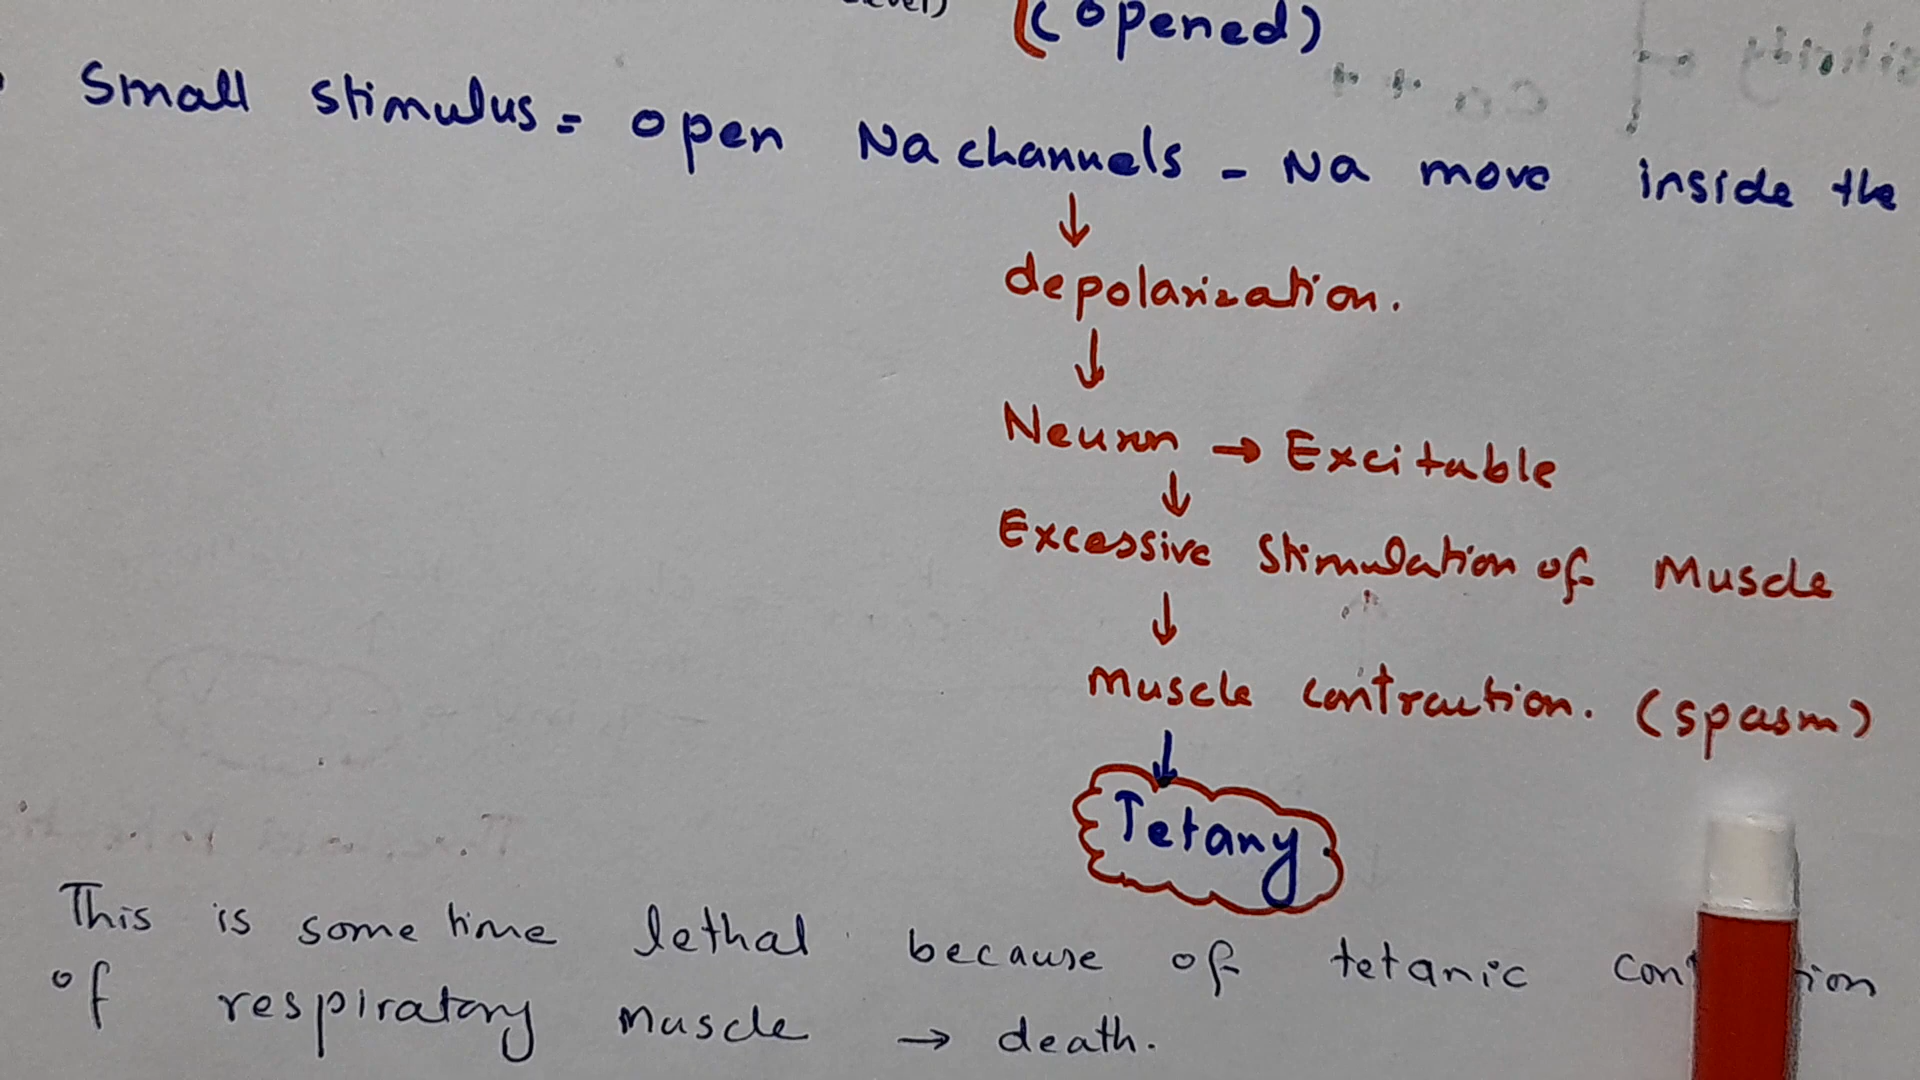 (opened)
Small stimulus = open Na channels - Na move inside the
↓
depolarization.
↓
Neuron → Excitable
↓
Excessive Stimulation of Muscle
↓
Muscle contraction. (spasm)
↓
Tetany
This is some time lethal because of tetanic
of respiratory muscle → death.